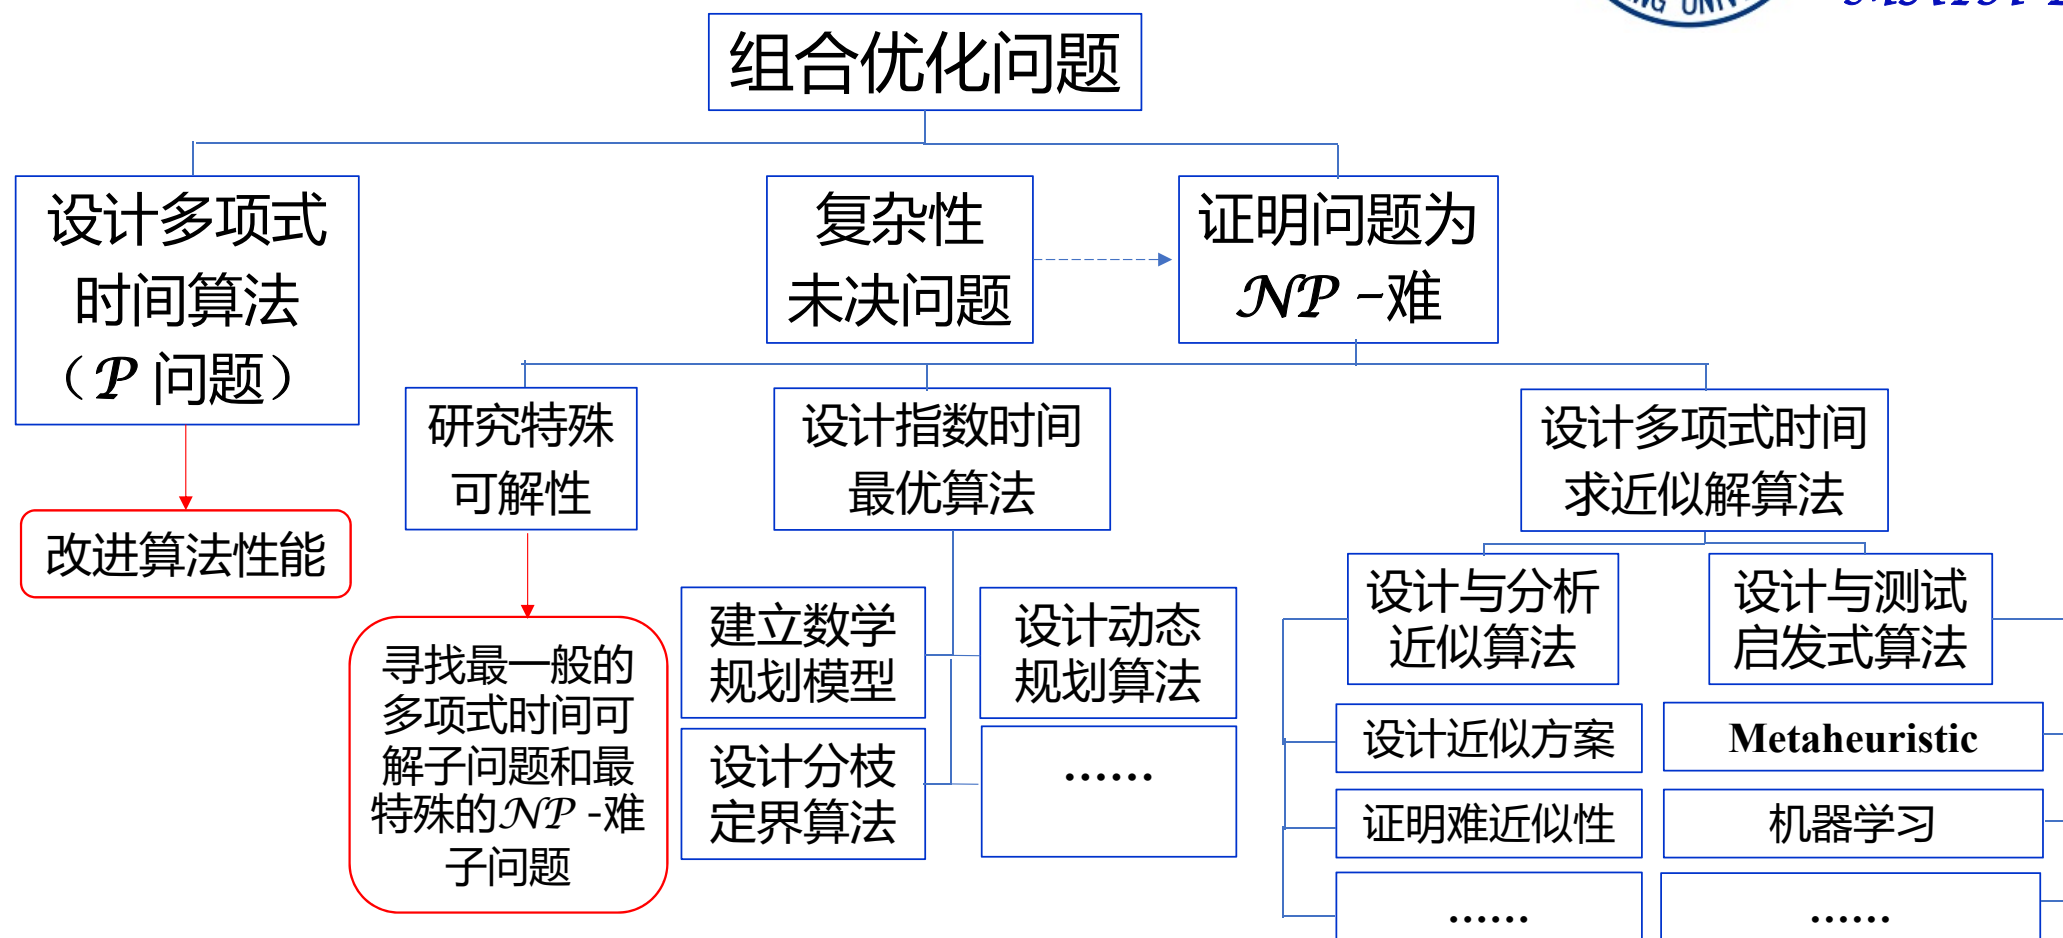 组合优化问题
设计多项式
时间算法
（𝒫 问题）
复杂性
未决问题
证明问题为
𝒩𝒫 -难
改进算法性能
研究特殊
可解性
设计指数时间
最优算法
设计多项式时间
求近似解算法
寻找最一般的
多项式时间可
解子问题和最
特殊的𝒩𝒫 -难
子问题
建立数学
规划模型
设计动态
规划算法
设计分枝
定界算法
……
设计与分析
近似算法
设计与测试
启发式算法
设计近似方案
证明难近似性
……
Metaheuristic
机器学习
……